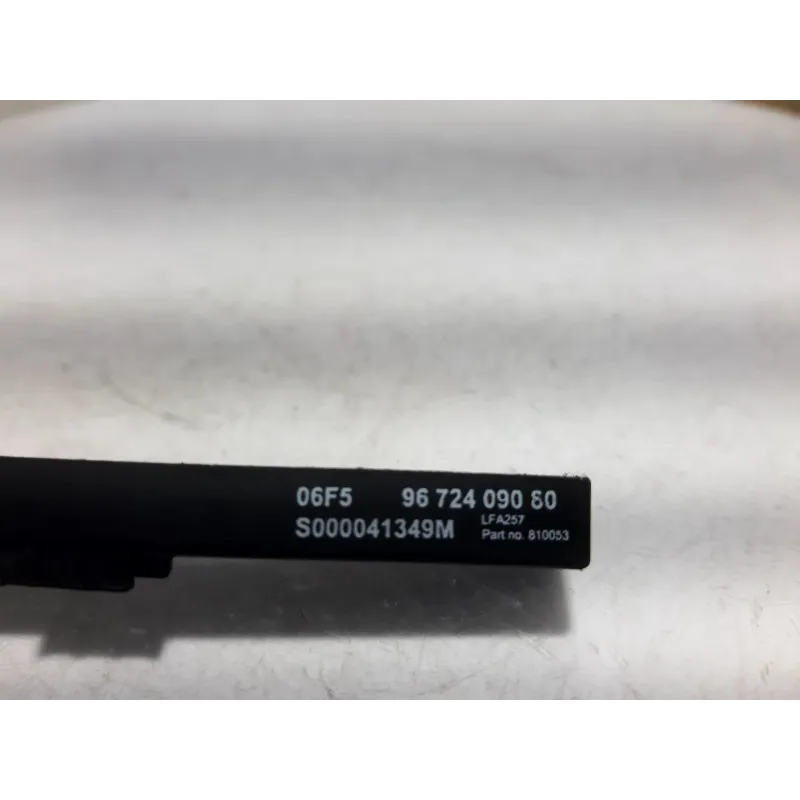 06F5 96 724 090 80
S000041349M LFA257
Part no. 810053